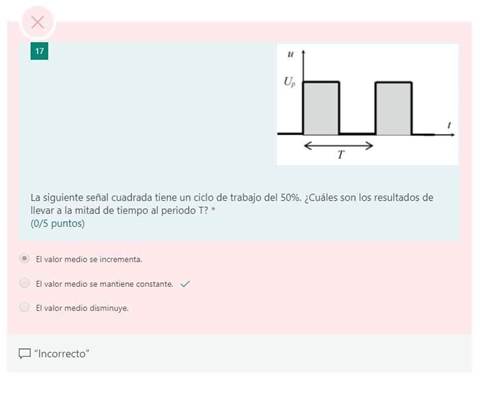 17
u
Up
t
T
La siguiente señal cuadrada tiene un ciclo de trabajo del 50%. ¿Cuáles son los resultados de
llevar a la mitad de tiempo al periodo T? *
(0/5 puntos)
El valor medio se incrementa.
El valor medio se mantiene constante.
El valor medio disminuye.
"Incorrecto"